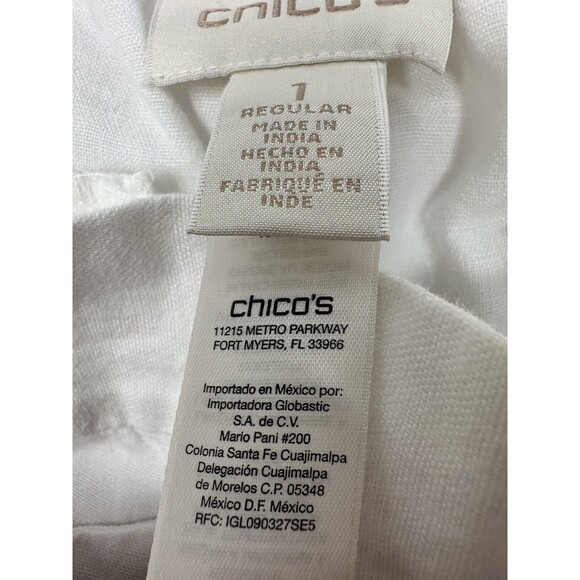 chico's
1
REGULAR
MADE IN
INDIA
HECHO EN
INDIA
FABRIQUÉ EN
INDE
chico's
11215 METRO PARKWAY
FORT MYERS, FL 33966
Importado en México por:
Importadora Globastic
S.A. de C.V.
Mario Pani #200
Colonia Santa Fe Cuajimalpa
Delegación Cuajimalpa
de Morelos C.P. 05348
México D.F. México
RFC: IGL090327SE5